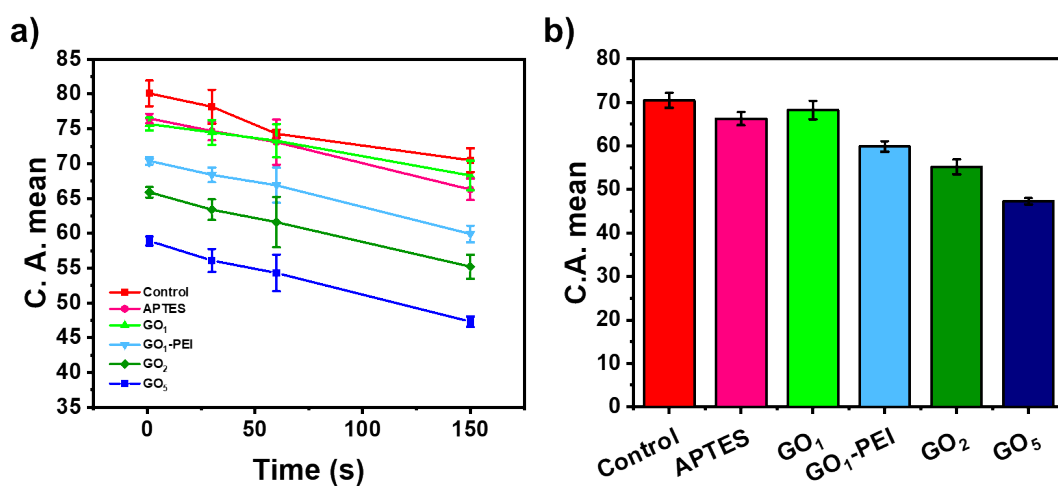 a)
C. A. mean
85
80
75
70
65
60
55
50
45
40
35
Control
APTES
GO₁
GO₁-PEI
GO₂
GO₅
0
50
100
150
Time (s)
b)
C.A. mean
80
70
60
50
40
30
20
10
0
Control
APTES
GO₁
GO₁-PEI
GO₂
GO₅